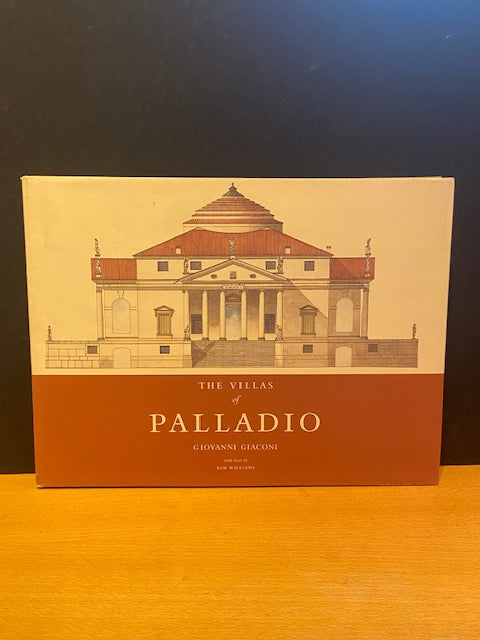 THE VILLAS
of
PALLADIO
GIOVANNI GIACONI
with text by
KIM WILLIAMS